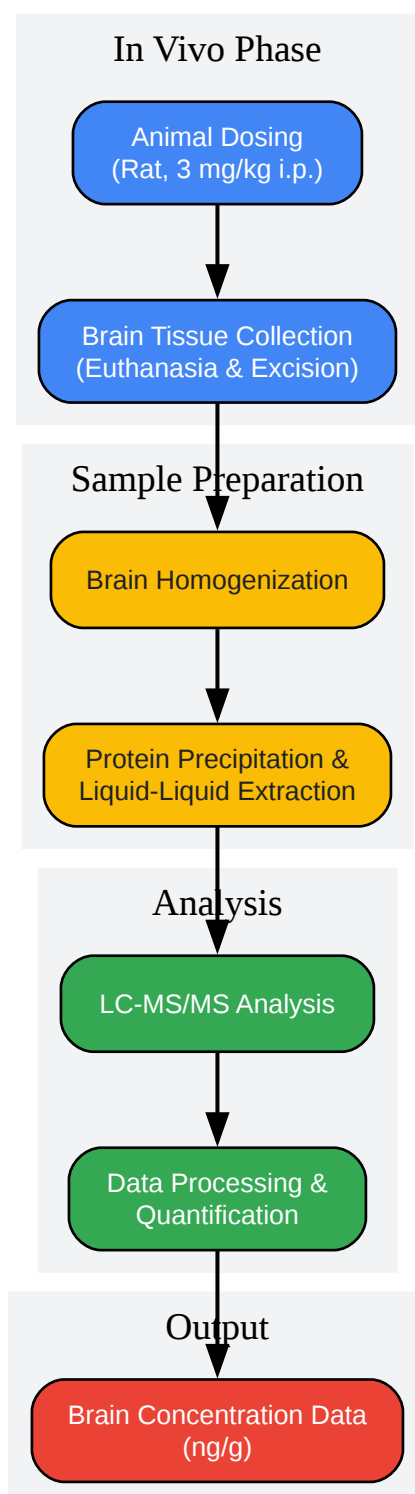 In Vivo Phase
Animal Dosing
(Rat, 3 mg/kg i.p.)
Brain Tissue Collection
(Euthanasia & Excision)
Sample Preparation
Brain Homogenization
Protein Precipitation &
Liquid-Liquid Extraction
Analysis
LC-MS/MS Analysis
Data Processing &
Quantification
Output
Brain Concentration Data
(ng/g)